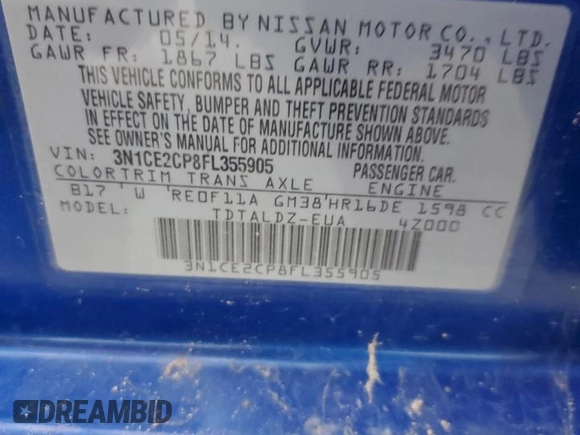 MANUFACTURED BY NISSAN MOTOR CO., LTD.
DATE: 05/14. GVWR: 3470 LBS
GAWR FR: 1867 LBS GAWR RR: 1704 LBS
THIS VEHICLE CONFORMS TO ALL APPLICABLE FEDERAL MOTOR
VEHICLE SAFETY, BUMPER AND THEFT PREVENTION STANDARDS
IN EFFECT ON THE DATE OF MANUFACTURE SHOWN ABOVE.
SEE OWNER'S MANUAL FOR ADDITIONAL INFORMATION.
VIN: 3N1CE2CP8FL355905 PASSENGER CAR.
COLORTRIM TRANS AXLE ENGINE
B17 ' W 'RE0F11A GM38'HR16DE 1598 CC
MODEL: TDTALDZ-EUA 4Z000
3N1CE2CP8FL355905
DREAMBID